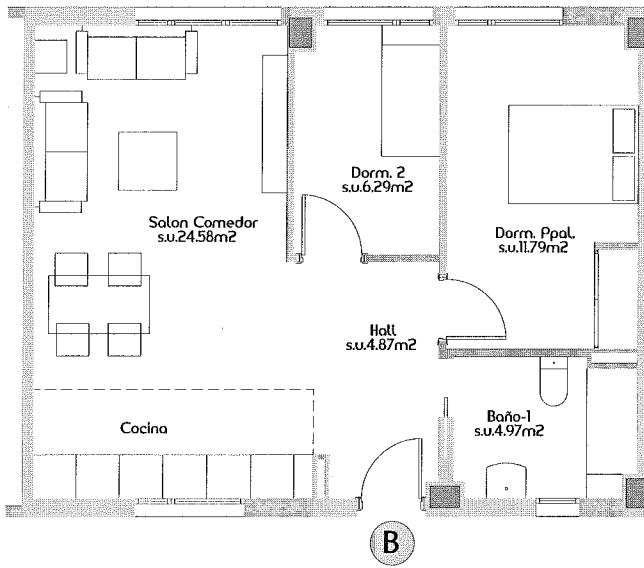 Dorm. 2
s.u.6.29m2
Salon Comedor
s.u.24.58m2
Dorm. Ppal.
s.u.11.79m2
Hall
s.u.4.87m2
Cocina
Baño-1
s.u.4.97m2
B